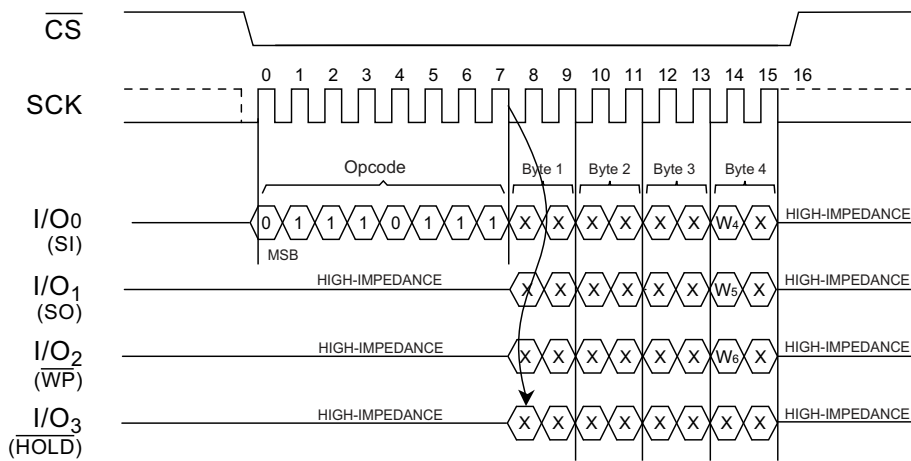 CS
0 1 2 3 4 5 6 7 8 9 10 11 12 13 14 15 16
SCK
Opcode Byte 1 Byte 2 Byte 3 Byte 4
I/O0 0 1 1 1 0 1 1 1 X X X X X X W4 X HIGH-IMPEDANCE
(SI)
MSB
I/O1 HIGH-IMPEDANCE X X X X X X W5 X HIGH-IMPEDANCE
(SO)
I/O2 HIGH-IMPEDANCE X X X X X X W6 X HIGH-IMPEDANCE
(WP)
I/O3 HIGH-IMPEDANCE X X X X X X X X HIGH-IMPEDANCE
(HOLD)